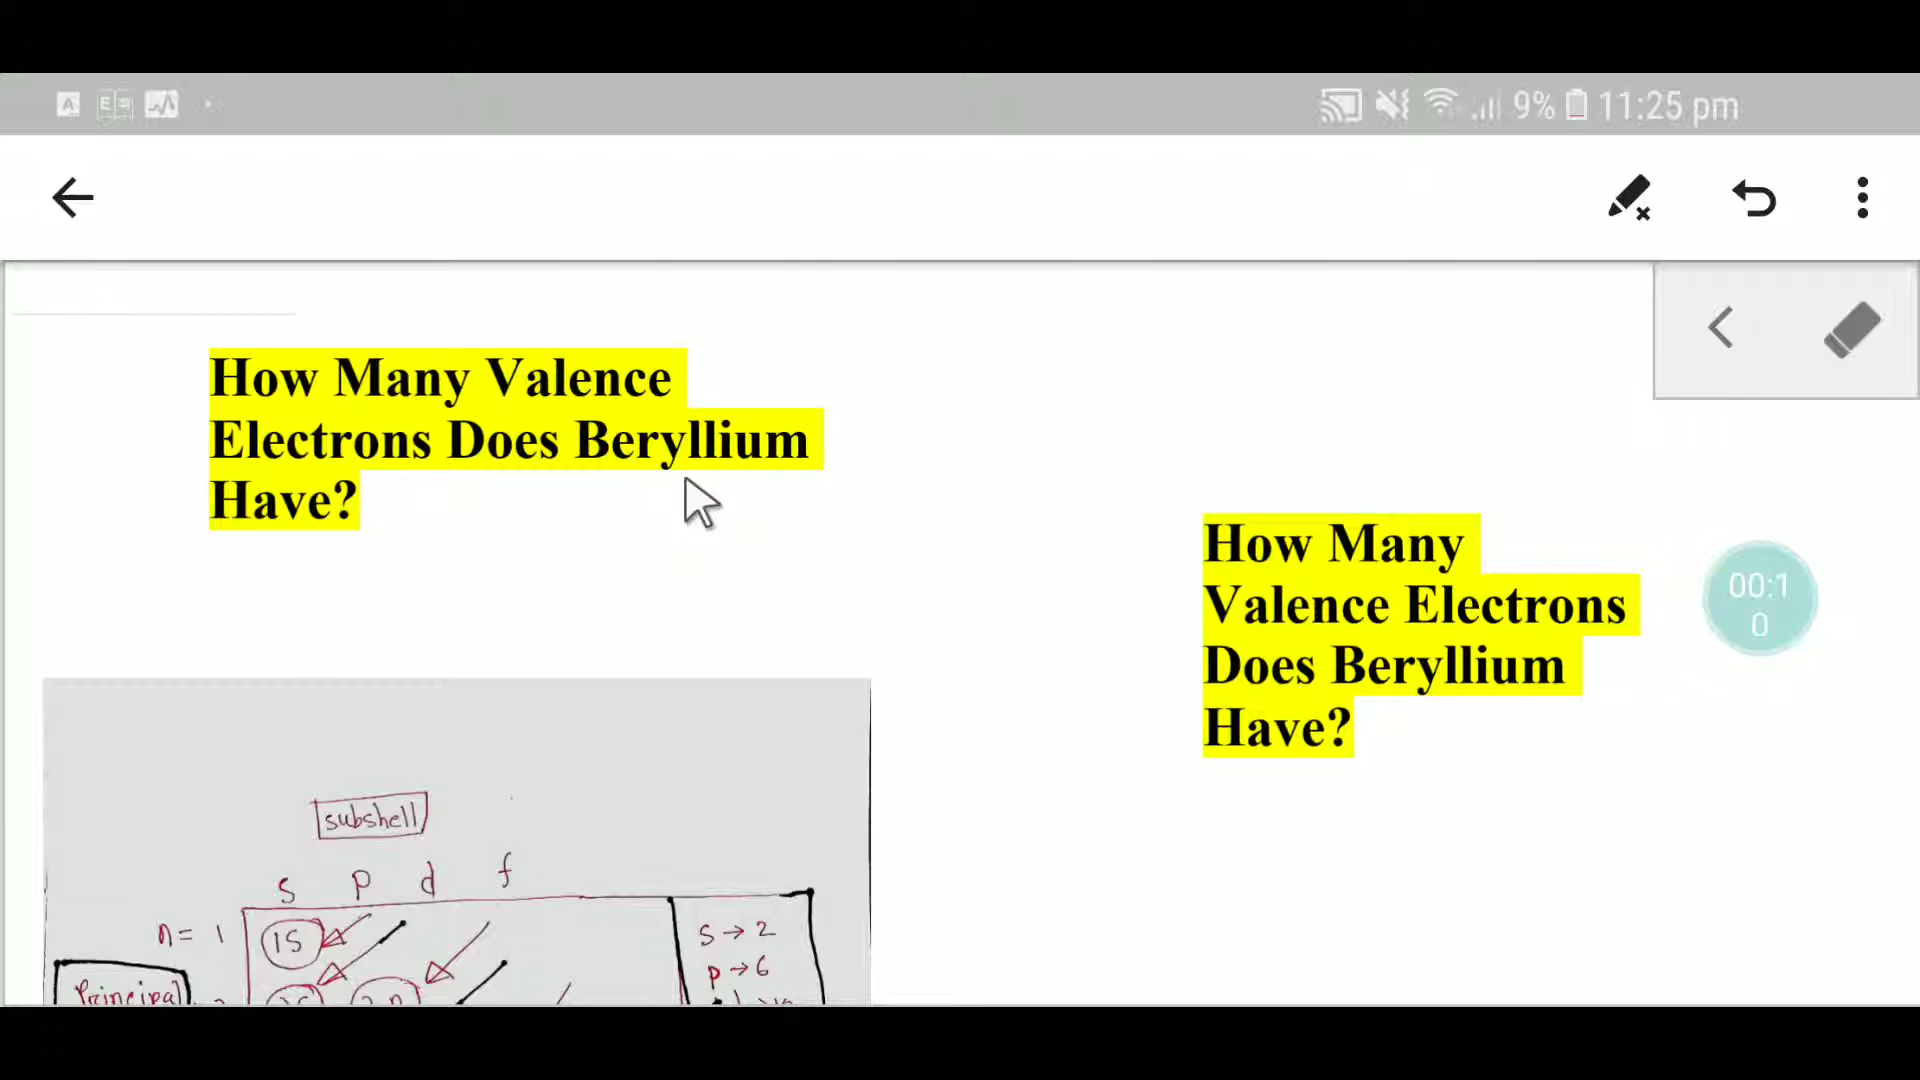 9% 11:25 pm
How Many Valence
Electrons Does Beryllium
Have?
How Many
Valence Electrons
Does Beryllium
Have?
00:1
0
subshell
s p d f
n = 1 1S
S → 2
P → 6
Principal